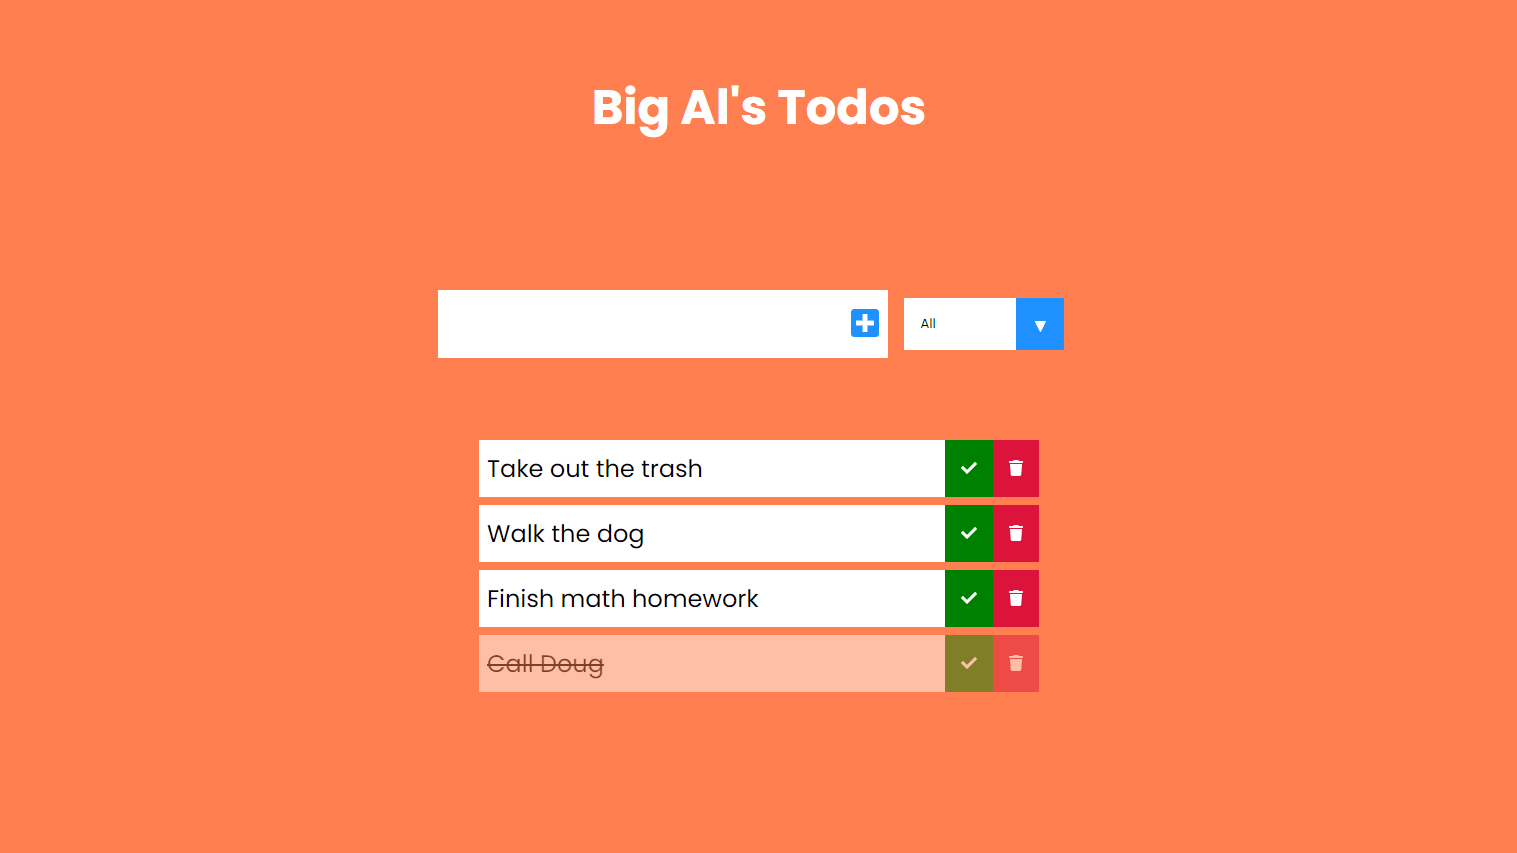 Big Al's Todos
All
Take out the trash
Walk the dog
Finish math homework
Call Doug